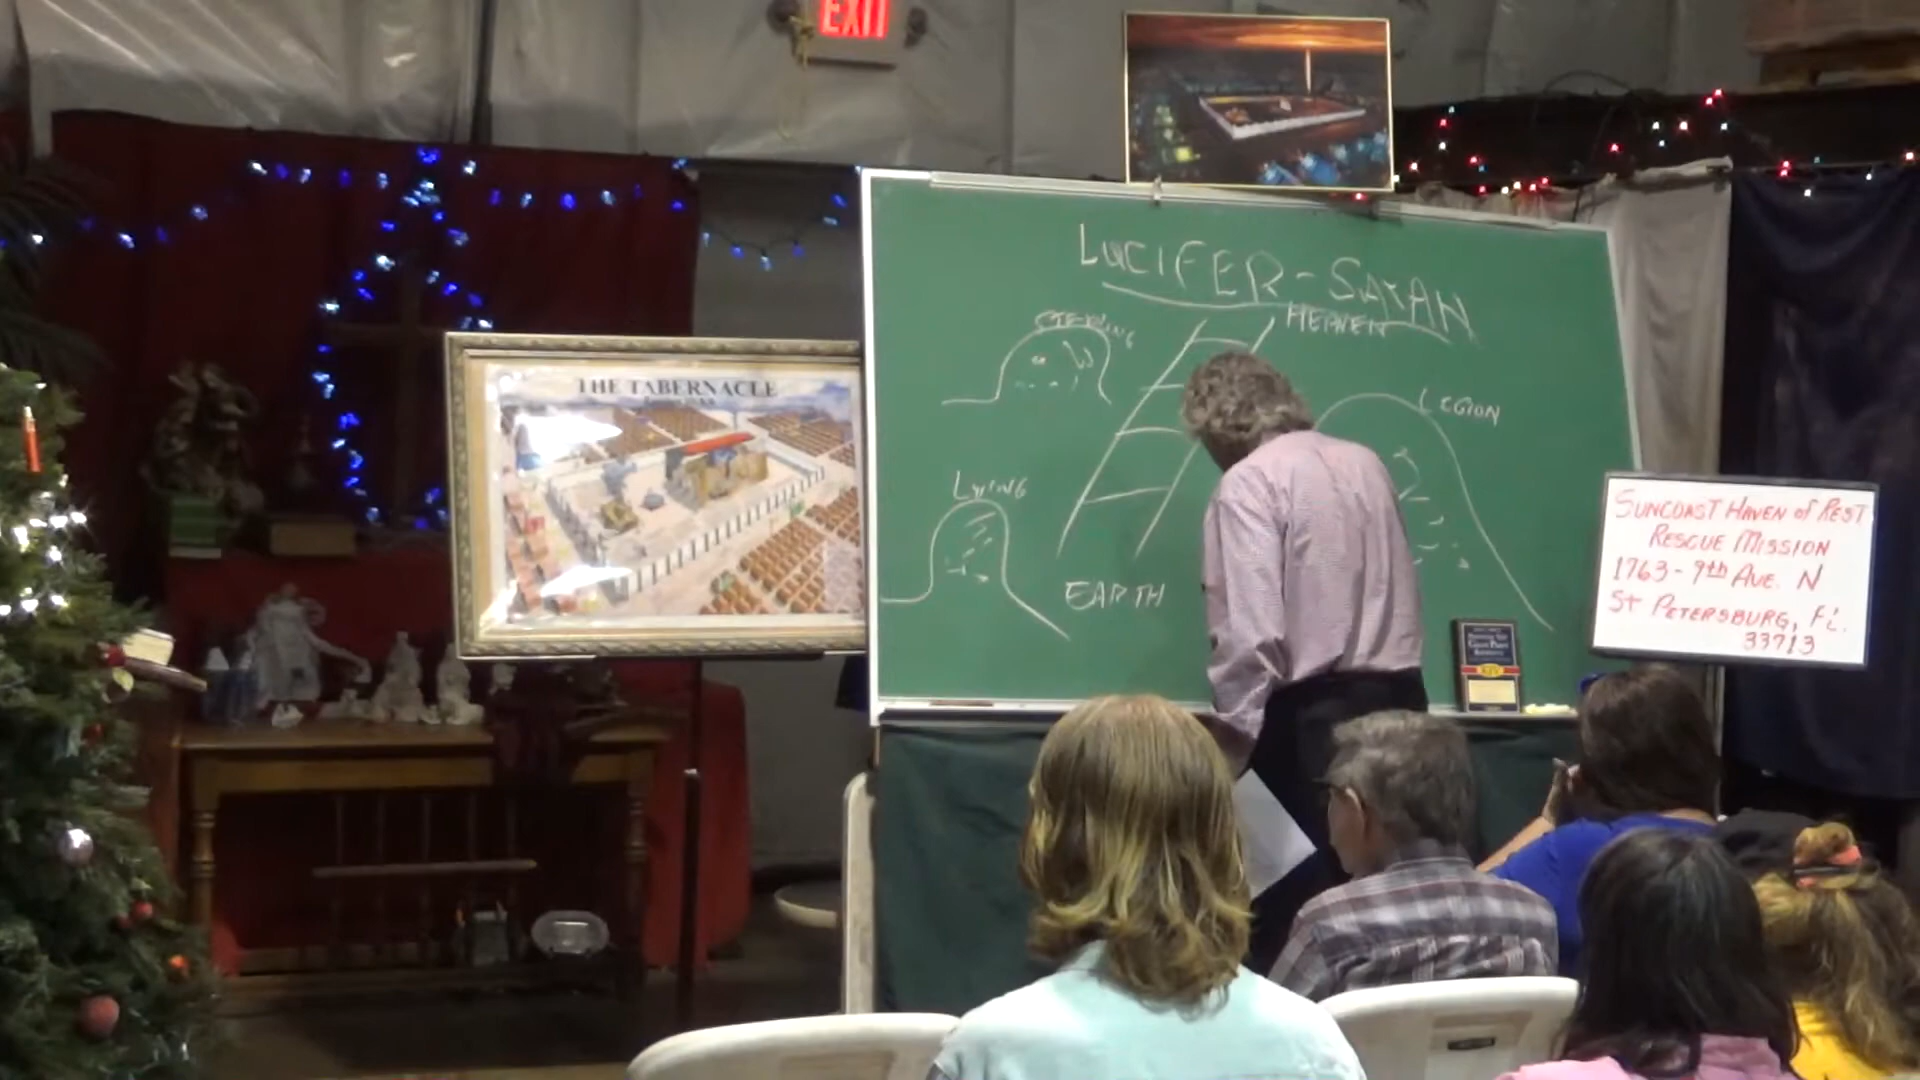 EXIT
LUCIFER - SATAN
HEAVEN
LEGION
LYING
EARTH
THE TABERNACLE
SUNCOAST HAVEN of REST
RESCUE MISSION
1763 - 9th AVE. N
St PETERSBURG, FL.
33713